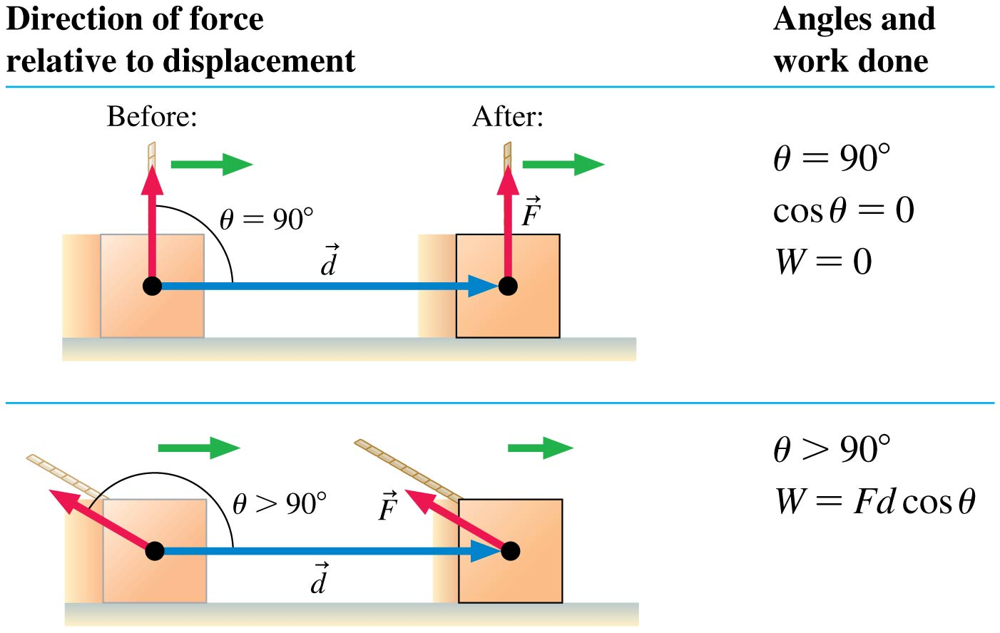 Direction of force
relative to displacement
Angles and
work done
Before:
After:
θ = 90°
F⃗
d⃗
θ = 90°
cos θ = 0
W = 0
θ > 90°
F⃗
d⃗
θ > 90°
W = Fd cos θ